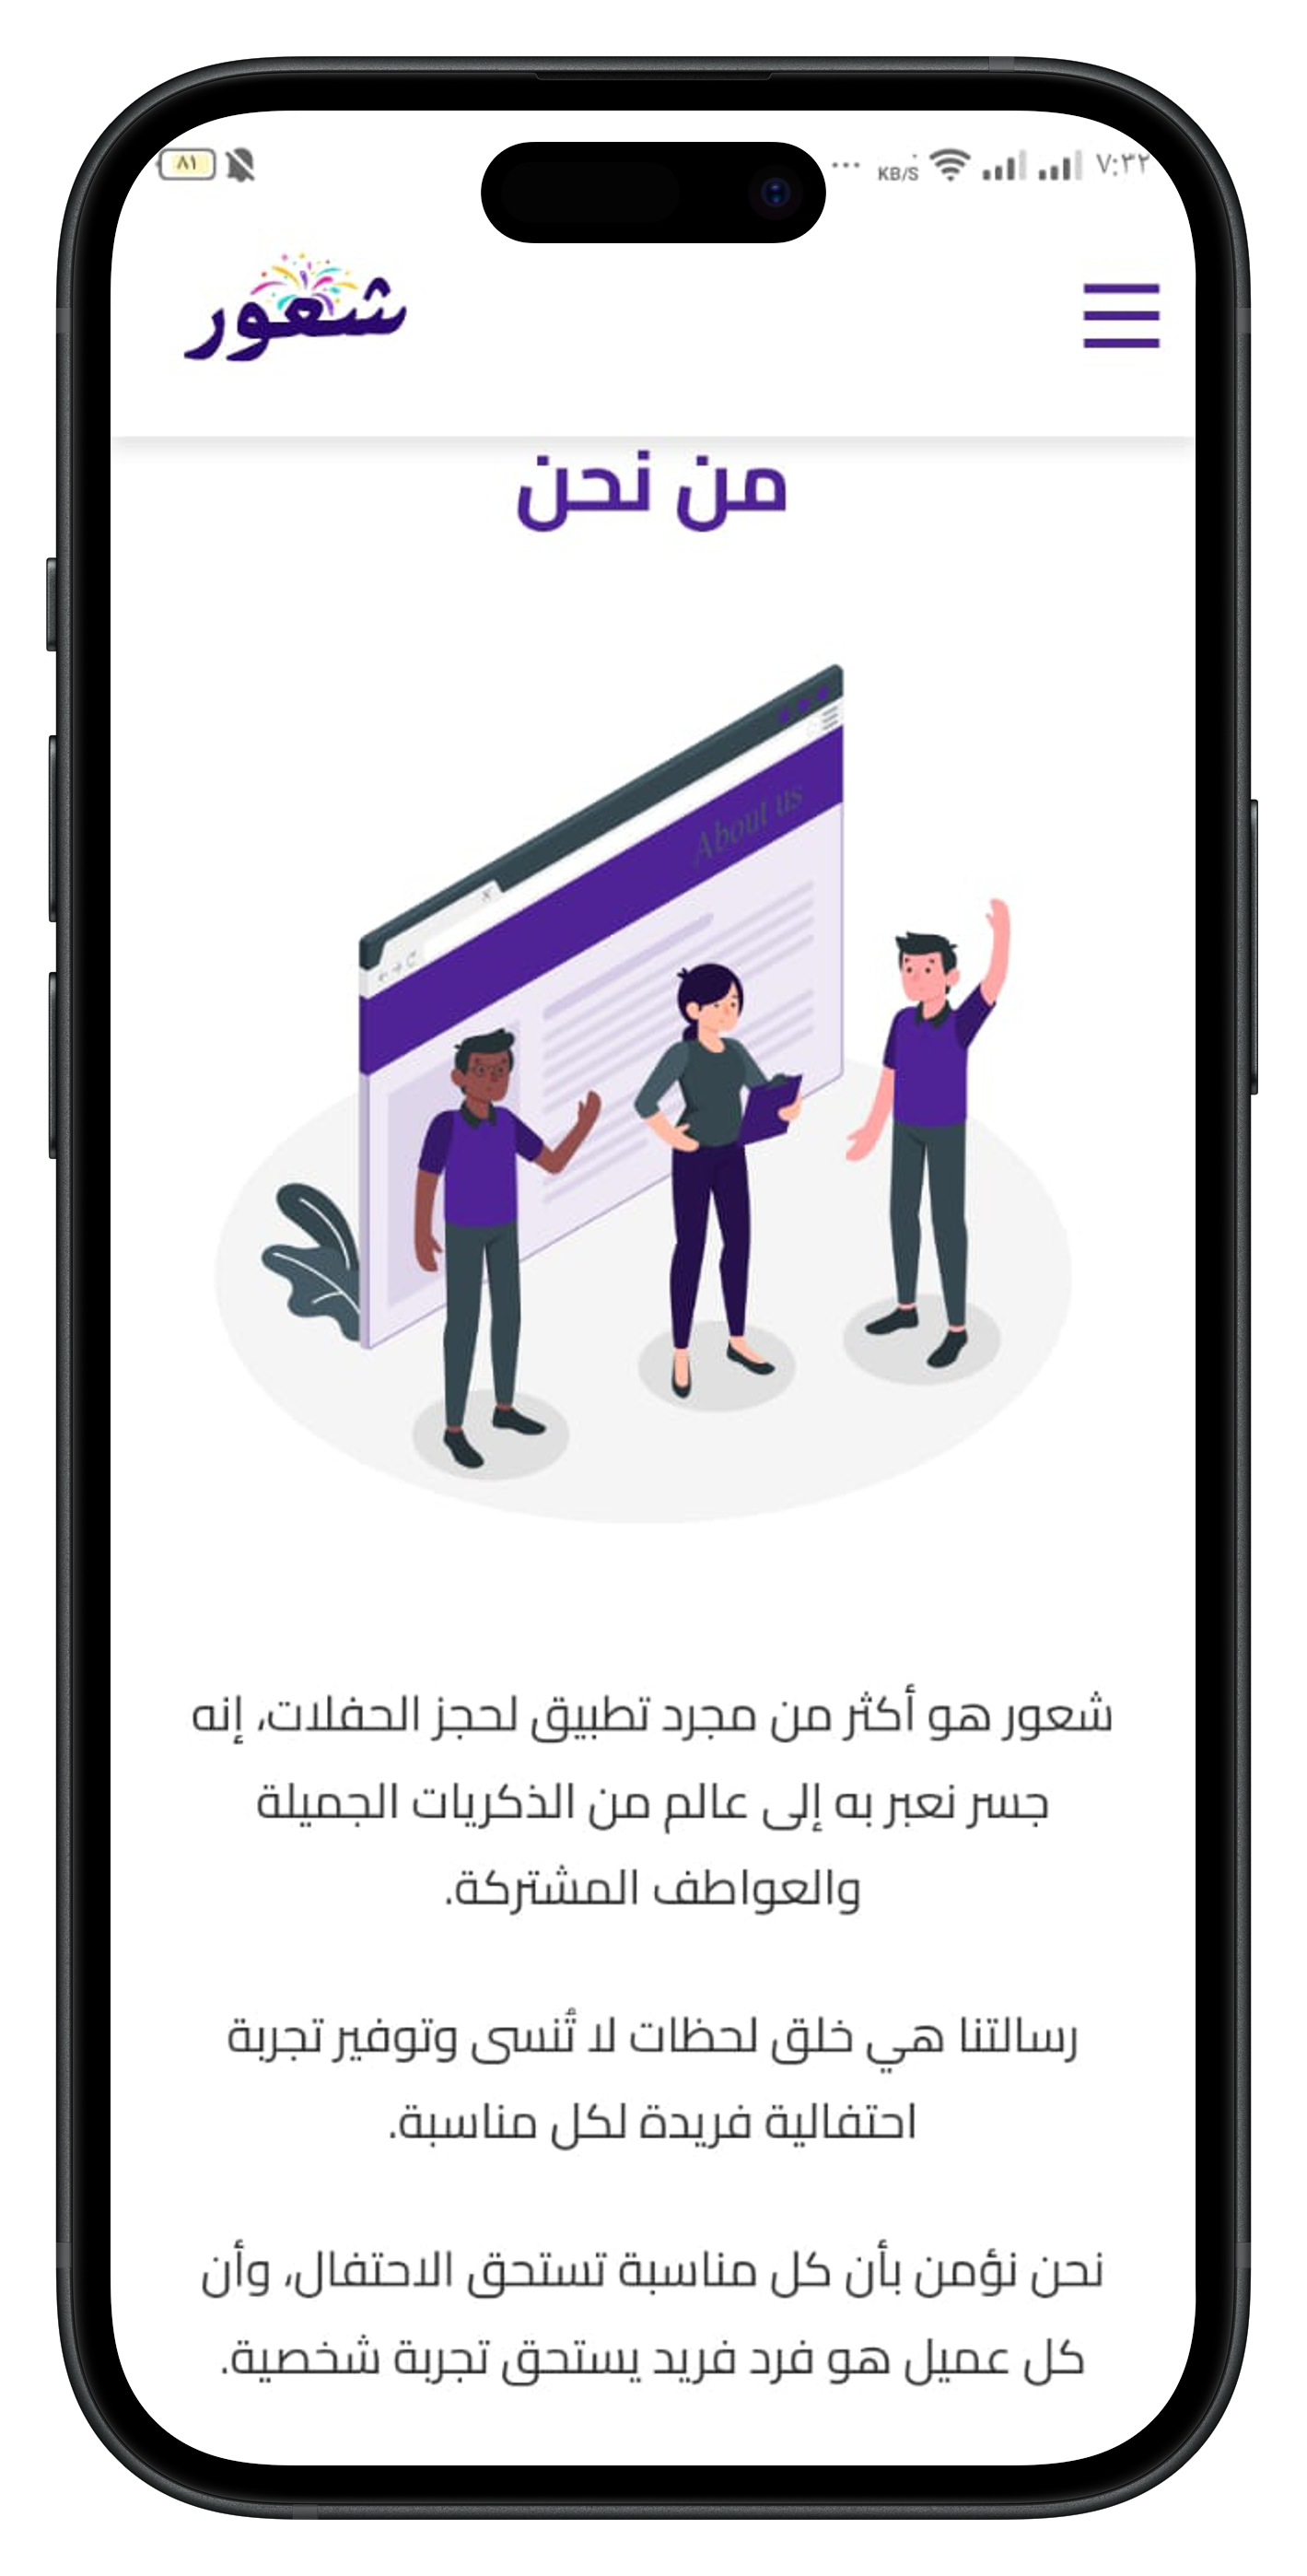 ٧:٣٢ KB/S ... ٨١
شعور
من نحن
About us
شعور هو أكثر من مجرد تطبيق لحجز الحفلات، إنه
جسر نعبر به إلى عالم من الذكريات الجميلة
والعواطف المشتركة.
رسالتنا هي خلق لحظات لا تُنسى وتوفير تجربة
احتفالية فريدة لكل مناسبة.
نحن نؤمن بأن كل مناسبة تستحق الاحتفال، وأن
كل عميل هو فرد فريد يستحق تجربة شخصية.